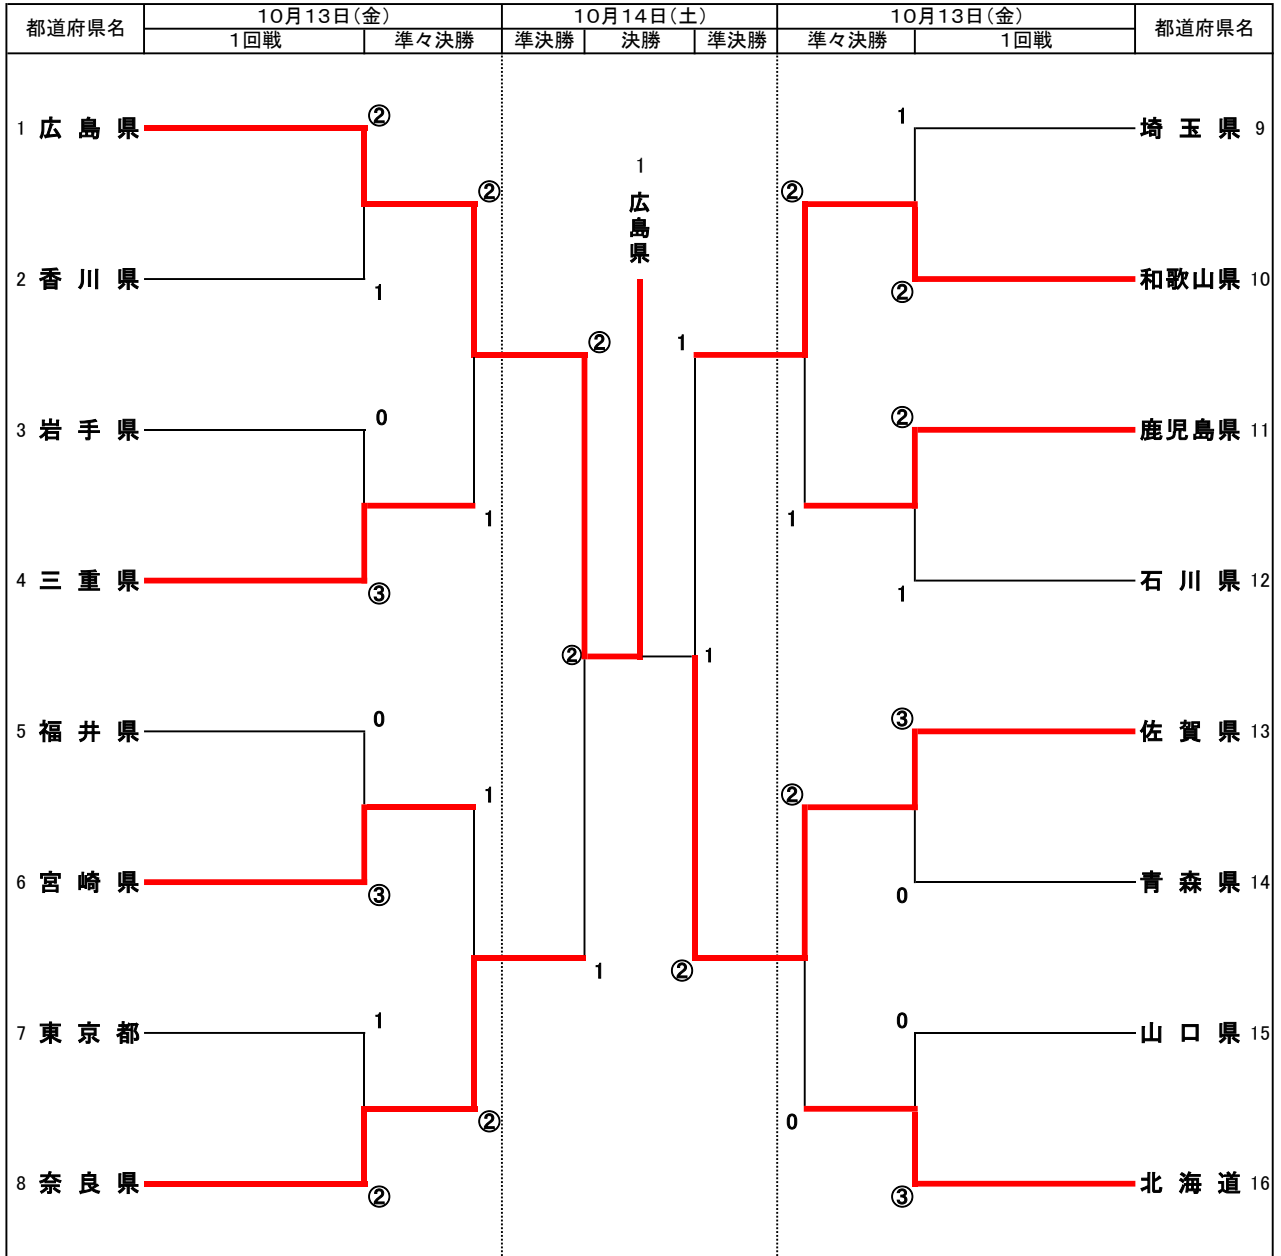 都道府県名 10月13日(金) 10月14日(土) 10月13日(金) 都道府県名
1回戦 準々決勝 準決勝 決勝 準決勝 準々決勝 1回戦
②
1
1 広島県
埼玉県 9
1
②
②
広島県
2 香川県
和歌山県 10
1
②
②
1
0
②
3 岩手県
鹿児島県 11
1
1
4 三重県
石川県 12
③
1
②
1
0
③
5 福井県
佐賀県 13
1
②
6 宮崎県
青森県 14
③
0
1
②
1
0
7 東京都
山口県 15
②
0
8 奈良県
北海道 16
②
③